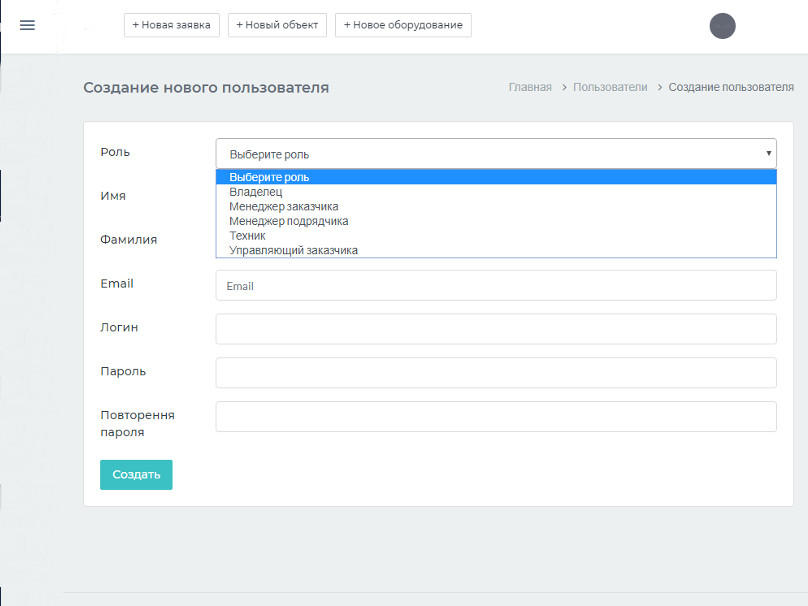 + Новая заявка
+ Новый объект
+ Новое оборудование
Создание нового пользователя
Главная > Пользователи > Создание пользователя
Роль
Выберите роль
Выберите роль
Владелец
Менеджер заказчика
Менеджер подрядчика
Техник
Управляющий заказчика
Имя
Фамилия
Email
Email
Логин
Пароль
Повторення
пароля
Создать